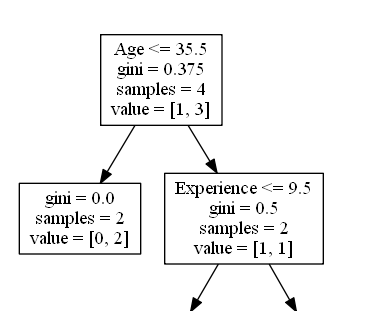 Age <= 35.5
gini = 0.375
samples = 4
value = [1, 3]
gini = 0.0
samples = 2
value = [0, 2]
Experience <= 9.5
gini = 0.5
samples = 2
value = [1, 1]